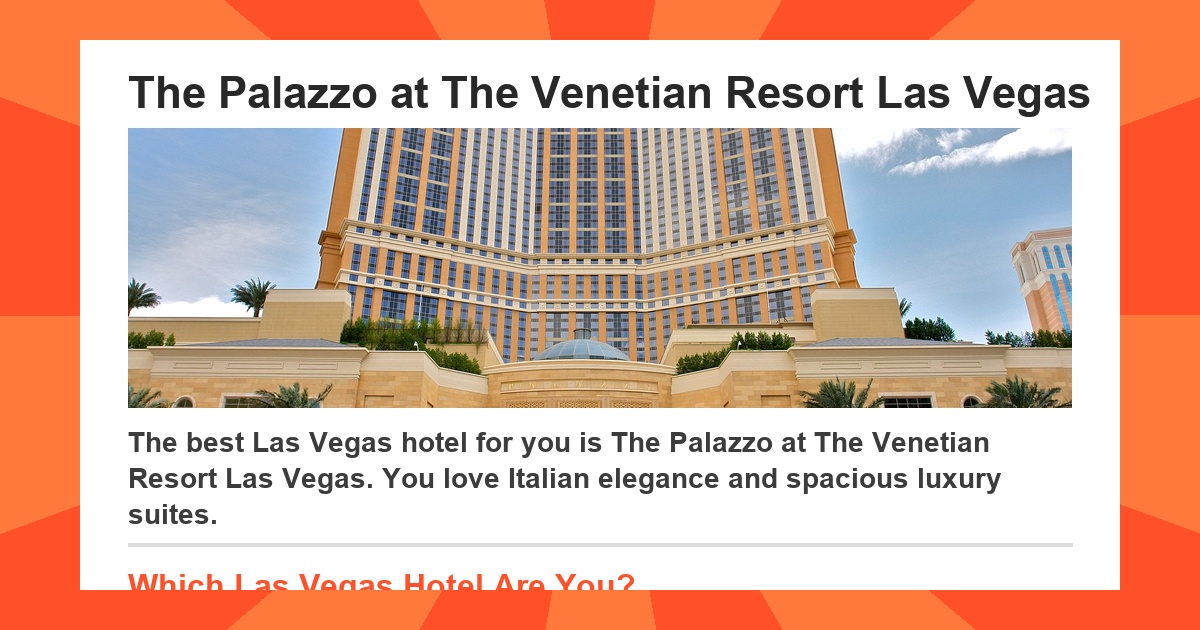 The Palazzo at The Venetian Resort Las Vegas
The best Las Vegas hotel for you is The Palazzo at The Venetian
Resort Las Vegas. You love Italian elegance and spacious luxury
suites.
Which Las Vegas Hotel Are You?